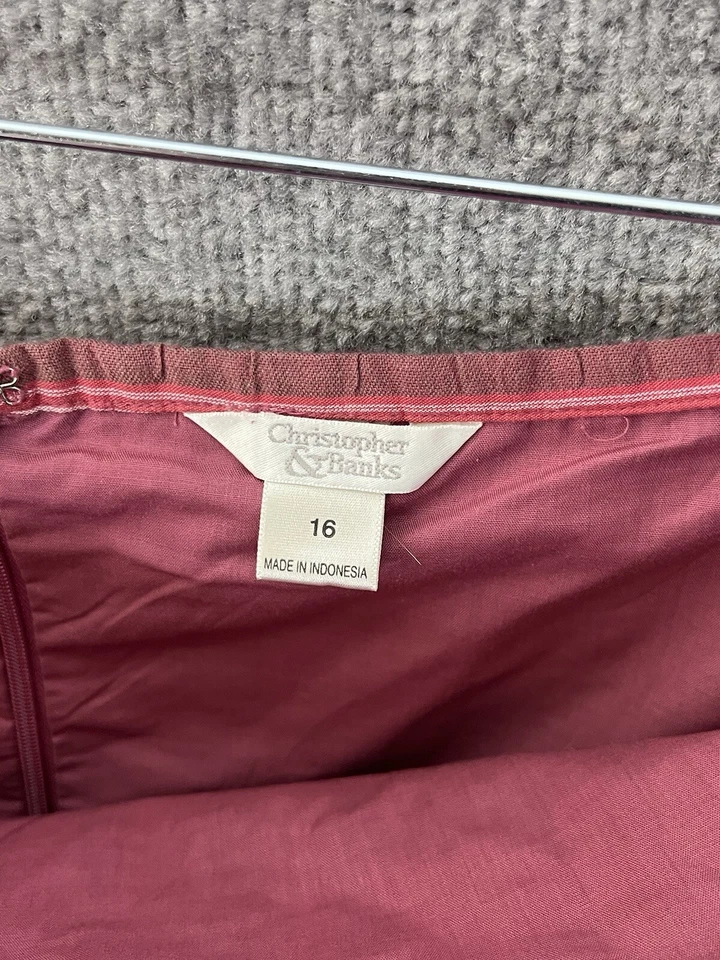 Christopher
& Banks
16
MADE IN INDONESIA